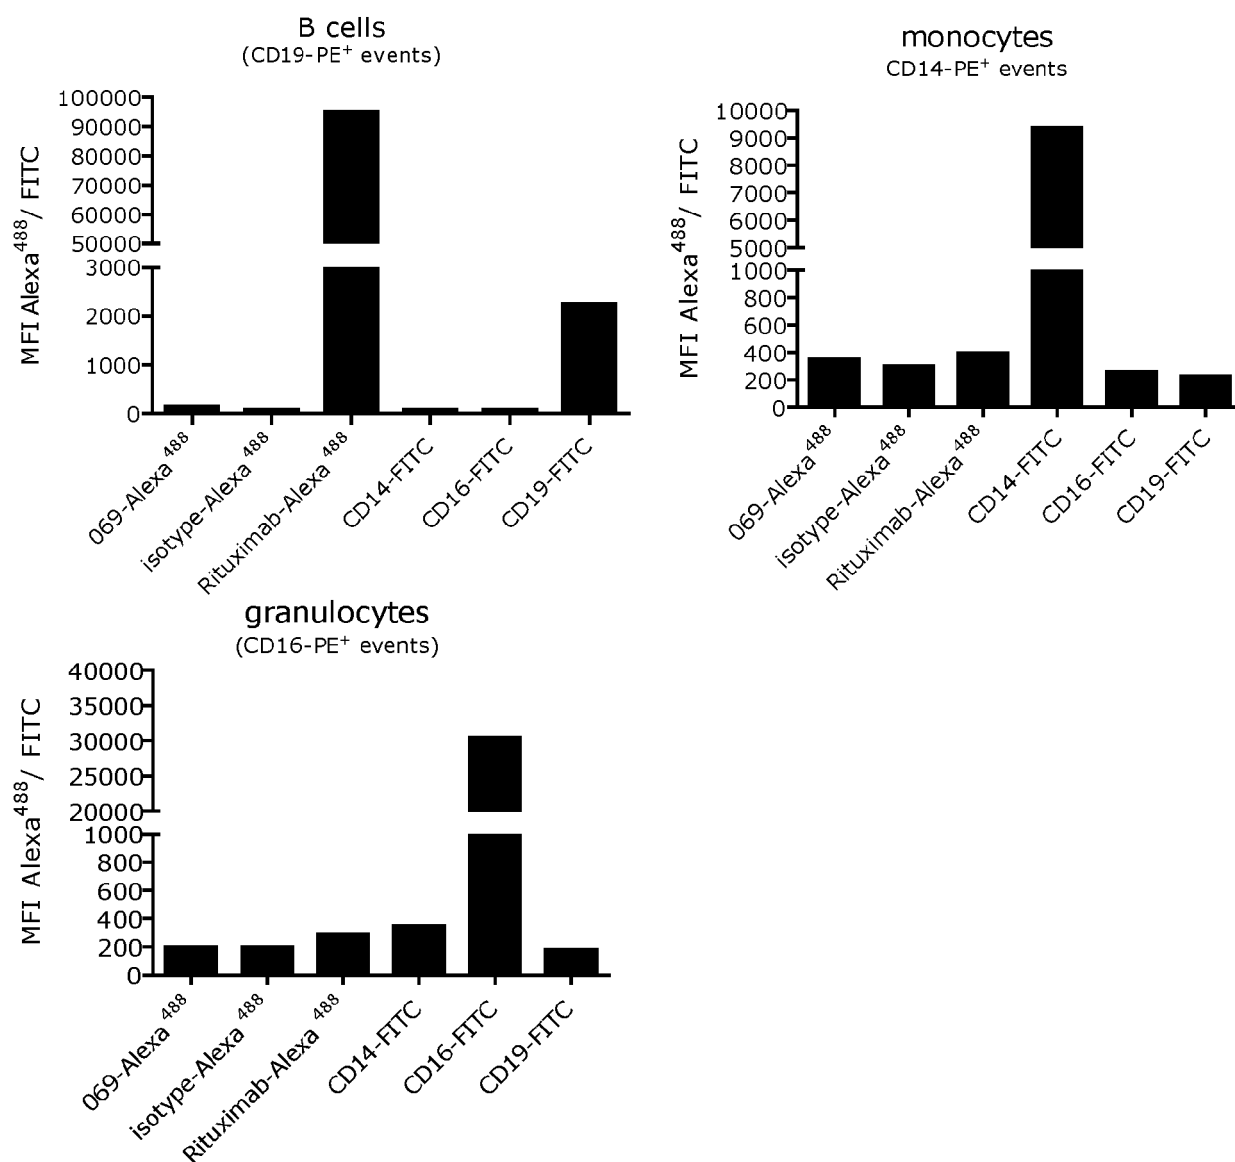 B cells
(CD19-PE⁺ events)
MFI Alexa⁴⁸⁸/ FITC
100000
90000
80000
70000
60000
50000
3000
2000
1000
0
069-Alexa⁴⁸⁸
isotype-Alexa⁴⁸⁸
Rituximab-Alexa⁴⁸⁸
CD14-FITC
CD16-FITC
CD19-FITC
monocytes
CD14-PE⁺ events
MFI Alexa⁴⁸⁸/ FITC
10000
9000
8000
7000
6000
5000
1000
800
600
400
200
0
069-Alexa⁴⁸⁸
isotype-Alexa⁴⁸⁸
Rituximab-Alexa⁴⁸⁸
CD14-FITC
CD16-FITC
CD19-FITC
granulocytes
(CD16-PE⁺ events)
MFI Alexa⁴⁸⁸/ FITC
40000
35000
30000
25000
20000
1000
800
600
400
200
0
069-Alexa⁴⁸⁸
isotype-Alexa⁴⁸⁸
Rituximab-Alexa⁴⁸⁸
CD14-FITC
CD16-FITC
CD19-FITC